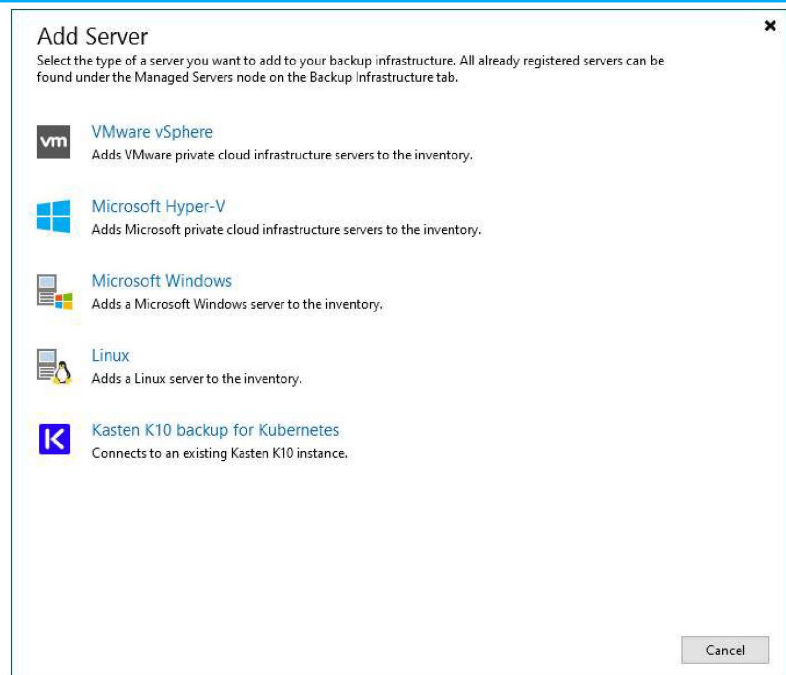 Add Server
Select the type of a server you want to add to your backup infrastructure. All already registered servers can be
found under the Managed Servers node on the Backup Infrastructure tab.
vm
VMware vSphere
Adds VMware private cloud infrastructure servers to the inventory.
Microsoft Hyper-V
Adds Microsoft private cloud infrastructure servers to the inventory.
Microsoft Windows
Adds a Microsoft Windows server to the inventory.
Linux
Adds a Linux server to the inventory.
K
Kasten K10 backup for Kubernetes
Connects to an existing Kasten K10 instance.
Cancel